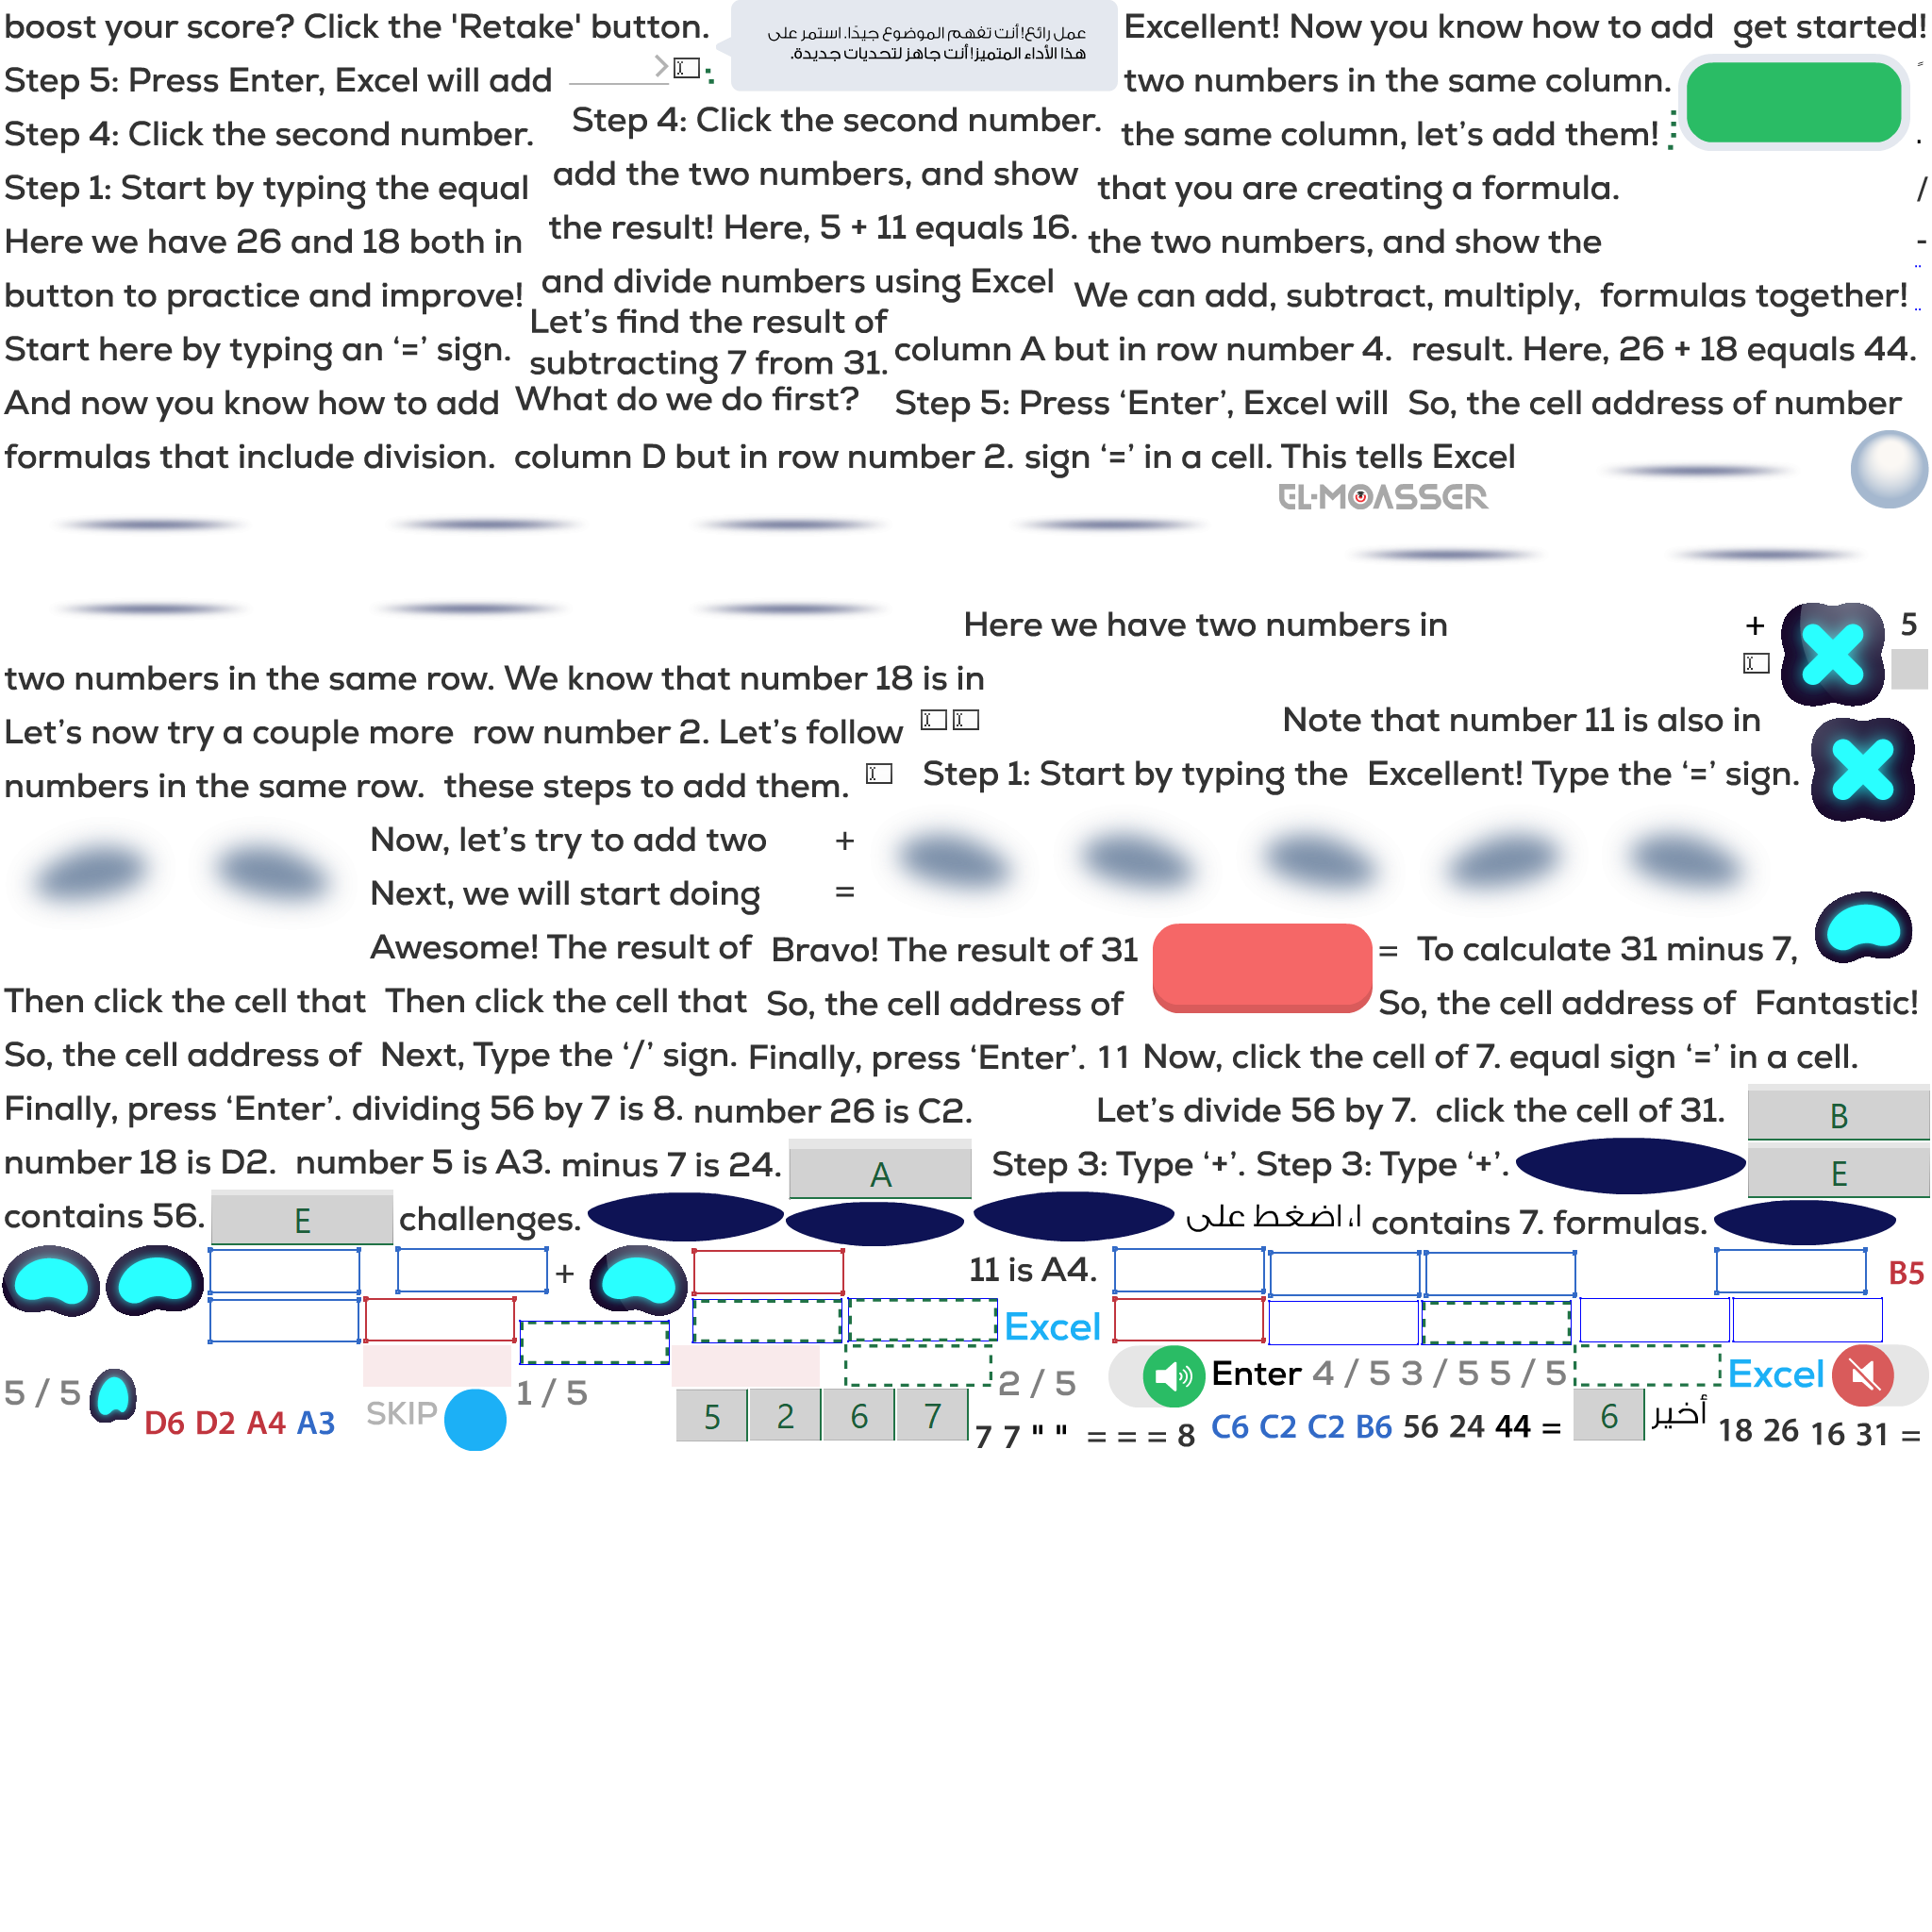 boost your score? Click the 'Retake' button.
عمل رائع! أنت تفهم الموضوع جيدًا. استمر على
هذا الأداء المتميز! أنت جاهز لتحديات جديدة.
Excellent! Now you know how to add
get started!
Step 5: Press Enter, Excel will add
two numbers in the same column.
Step 4: Click the second number.
Step 4: Click the second number.
the same column, let’s add them!
.
Step 1: Start by typing the equal
add the two numbers, and show
that you are creating a formula.
/
Here we have 26 and 18 both in
the result! Here, 5 + 11 equals 16.
the two numbers, and show the
-
button to practice and improve!
and divide numbers using Excel
We can add, subtract, multiply,
formulas together!
Let’s find the result of
subtracting 7 from 31.
Start here by typing an ‘=’ sign.
column A but in row number 4.
result. Here, 26 + 18 equals 44.
And now you know how to add
What do we do first?
Step 5: Press ‘Enter’, Excel will
So, the cell address of number
formulas that include division.
column D but in row number 2.
sign ‘=’ in a cell. This tells Excel
EL-MOASSER
Here we have two numbers in
+
5
two numbers in the same row. We know that number 18 is in
Let’s now try a couple more
row number 2. Let’s follow
Note that number 11 is also in
numbers in the same row.
these steps to add them.
Step 1: Start by typing the
Excellent! Type the ‘=’ sign.
Now, let’s try to add two
+
Next, we will start doing
=
Awesome! The result of
Bravo! The result of 31
=
To calculate 31 minus 7,
Then click the cell that
Then click the cell that
So, the cell address of
So, the cell address of
Fantastic!
So, the cell address of
Next, Type the ‘/’ sign.
Finally, press ‘Enter’.
11
Now, click the cell of 7.
equal sign ‘=’ in a cell.
Finally, press ‘Enter’.
dividing 56 by 7 is 8.
number 26 is C2.
Let’s divide 56 by 7.
click the cell of 31.
B
number 18 is D2.
number 5 is A3.
minus 7 is 24.
A
Step 3: Type ‘+’.
Step 3: Type ‘+’.
E
contains 56.
E
challenges.
ا، اضغط على
contains 7.
formulas.
+
11 is A4.
B5
Excel
5 / 5
D6 D2 A4 A3
SKIP
1 / 5
5 2 6 7
2 / 5
7 7 " " = = = 8
Enter 4 / 5 3 / 5 5 / 5
Excel
C6 C2 C2 B6 56 24 44 =
6
أخير
18 26 16 31 =